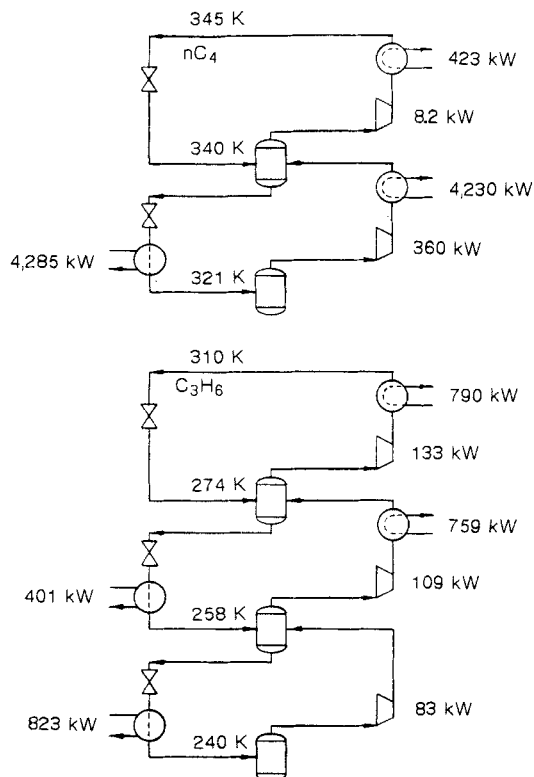 345 K
nC₄
423 kW
8.2 kW
340 K
4,230 kW
4,285 kW
360 kW
321 K
310 K
C₃H₆
790 kW
133 kW
274 K
759 kW
401 kW
109 kW
258 K
823 kW
83 kW
240 K